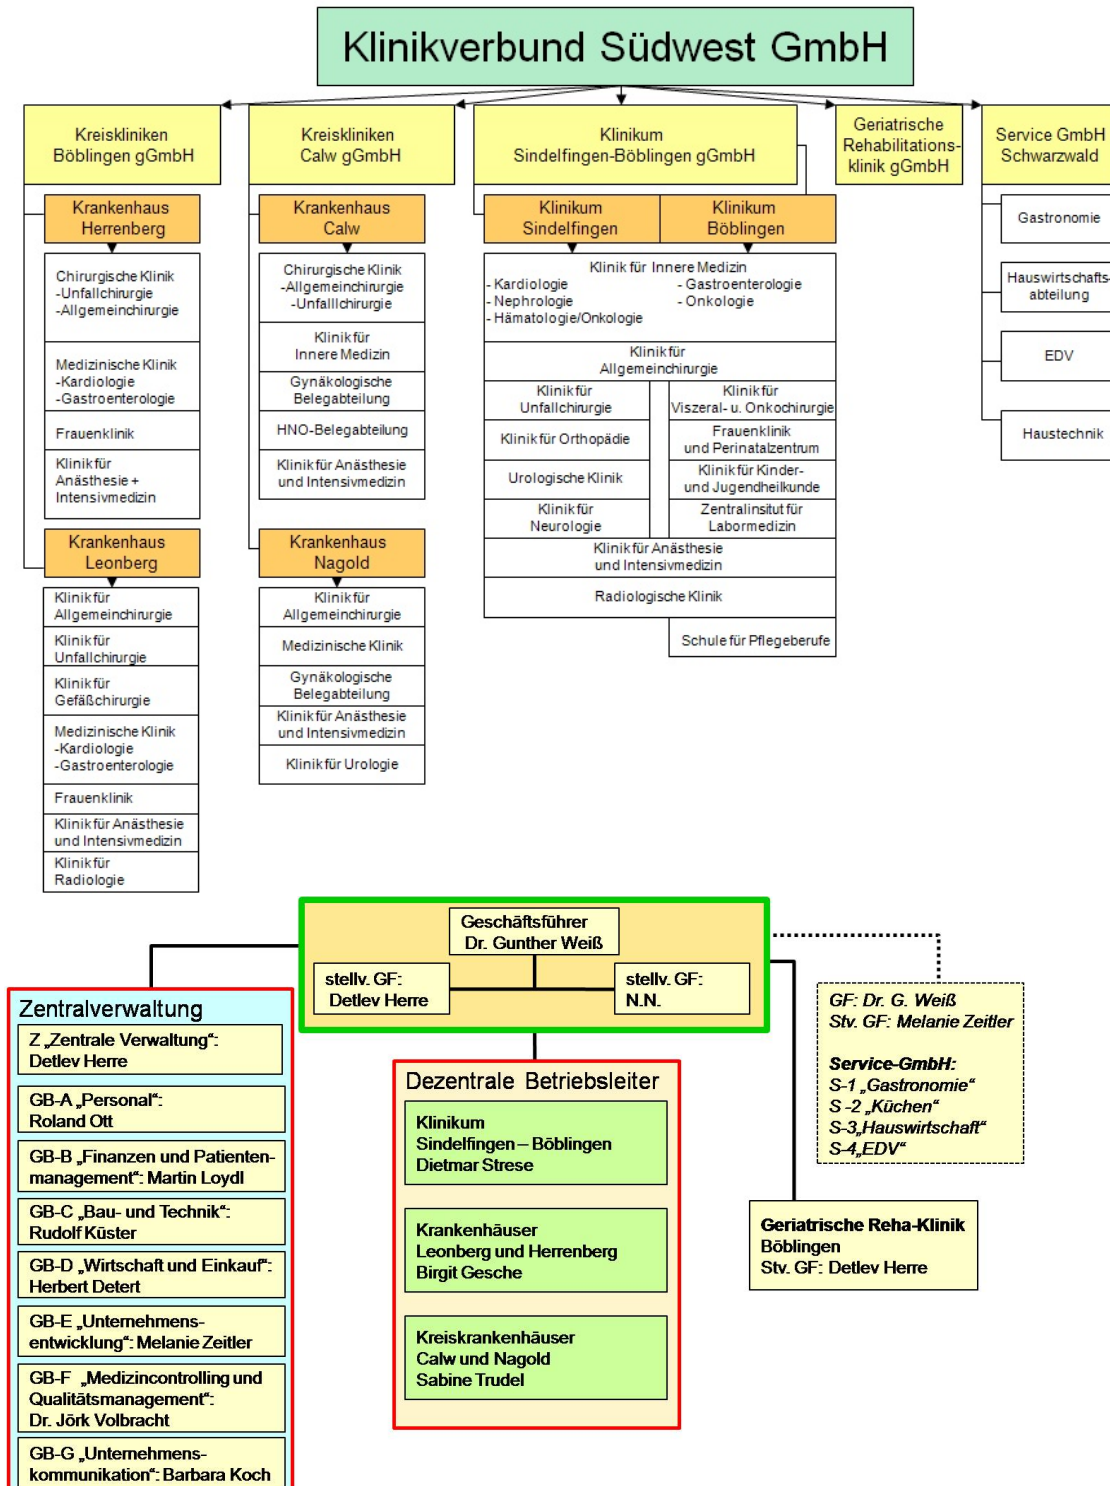 Klinikverbund Südwest GmbH
Kreiskliniken
Böblingen gGmbH
Kreiskliniken
Calw gGmbH
Klinikum
Sindelfingen-Böblingen gGmbH
Geriatrische
Rehabilitations-
klinik gGmbH
Service GmbH
Schwarzwald
Krankenhaus
Herrenberg
Chirurgische Klinik
-Unfallchirurgie
-Allgemeinchirurgie
Medizinische Klinik
-Kardiologie
-Gastroenterologie
Frauenklinik
Klinik für
Anästhesie +
Intensivmedizin
Krankenhaus
Leonberg
Klinik für
Allgemeinchirurgie
Klinik für
Unfallchirurgie
Klinik für
Gefäßchirurgie
Medizinische Klinik
-Kardiologie
-Gastroenterologie
Frauenklinik
Klinik für Anästhesie
und Intensivmedizin
Klinik für
Radiologie
Krankenhaus
Calw
Chirurgische Klinik
-Allgemeinchirurgie
-Unfalllchirurgie
Klinik für
Innere Medizin
Gynäkologische
Belegabteilung
HNO-Belegabteilung
Klinik für Anästhesie
und Intensivmedizin
Krankenhaus
Nagold
Klinik für
Allgemeinchirurgie
Medizinische Klinik
Gynäkologische
Belegabteilung
Klinik für Anästhesie
und Intensivmedizin
Klinik für Urologie
Klinikum
Sindelfingen
Klinikum
Böblingen
Klinik für Innere Medizin
- Kardiologie
- Nephrologie
- Hämatologie/Onkologie
- Gastroenterologie
- Onkologie
Klinik für
Allgemeinchirurgie
Klinik für
Unfallchirurgie
Klinik für Orthopädie
Urologische Klinik
Klinik für
Neurologie
Klinik für
Viszeral- u. Onkochirurgie
Frauenklinik
und Perinatalzentrum
Klinik für Kinder-
und Jugendheilkunde
Zentralinsitut für
Labormedizin
Klinik für Anästhesie
und Intensivmedizin
Radiologische Klinik
Schule für Pflegeberufe
Gastronomie
Hauswirtschafts-
abteilung
EDV
Haustechnik
Geschäftsführer
Dr. Gunther Weiß
stellv. GF:
Detlev Herre
stellv. GF:
N.N.
Zentralverwaltung
Z „Zentrale Verwaltung“:
Detlev Herre
GB-A „Personal“:
Roland Ott
GB-B „Finanzen und Patienten-
management“: Martin Loydl
GB-C „Bau- und Technik“:
Rudolf Küster
GB-D „Wirtschaft und Einkauf“:
Herbert Detert
GB-E „Unternehmens-
entwicklung“: Melanie Zeitler
GB-F „Medizincontrolling und
Qualitätsmanagement“:
Dr. Jörk Volbracht
GB-G „Unternehmens-
kommunikation“: Barbara Koch
Dezentrale Betriebsleiter
Klinikum
Sindelfingen – Böblingen
Dietmar Strese
Krankenhäuser
Leonberg und Herrenberg
Birgit Gesche
Kreiskrankenhäuser
Calw und Nagold
Sabine Trudel
GF: Dr. G. Weiß
Stv. GF: Melanie Zeitler
Service-GmbH:
S-1 „Gastronomie“
S -2 „Küchen“
S-3„Hauswirtschaft“
S-4„EDV“
Geriatrische Reha-Klinik
Böblingen
Stv. GF: Detlev Herre